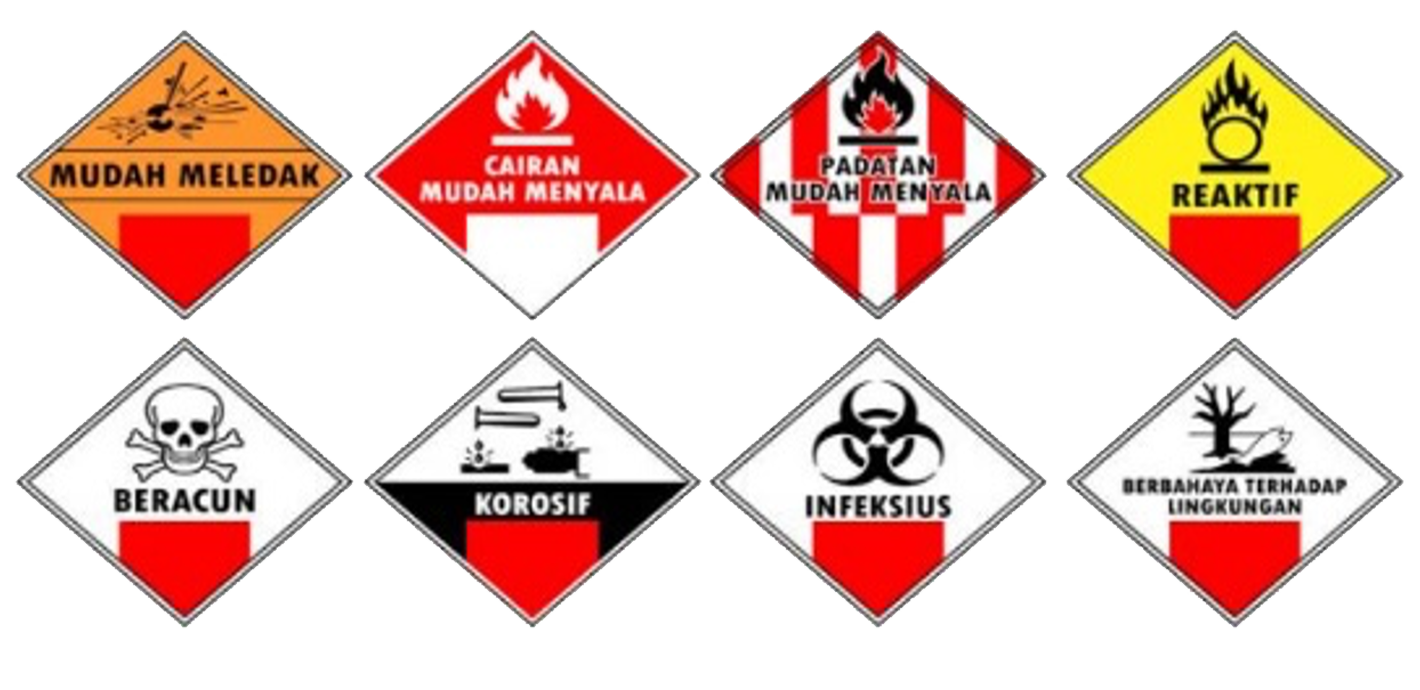 MUDAH MELEDAK
CAIRAN
MUDAH MENYALA
PADATAN
MUDAH MENYALA
REAKTIF
BERACUN
KOROSIF
INFEKSIUS
BERBAHAYA TERHADAP
LINGKUNGAN